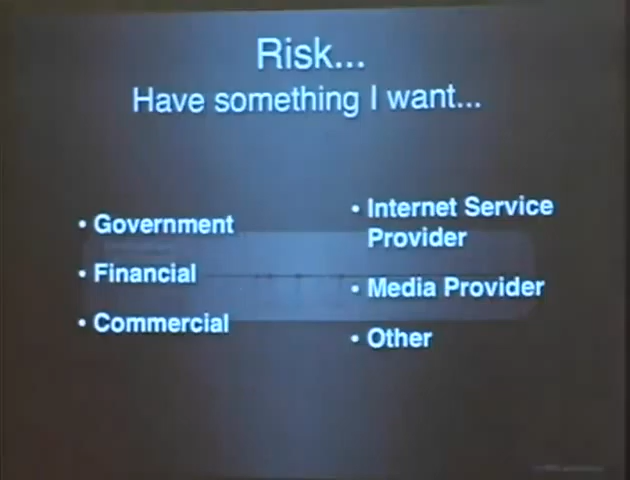 Risk...
Have something I want...
• Government
• Financial
• Commercial
• Internet Service
Provider
• Media Provider
• Other